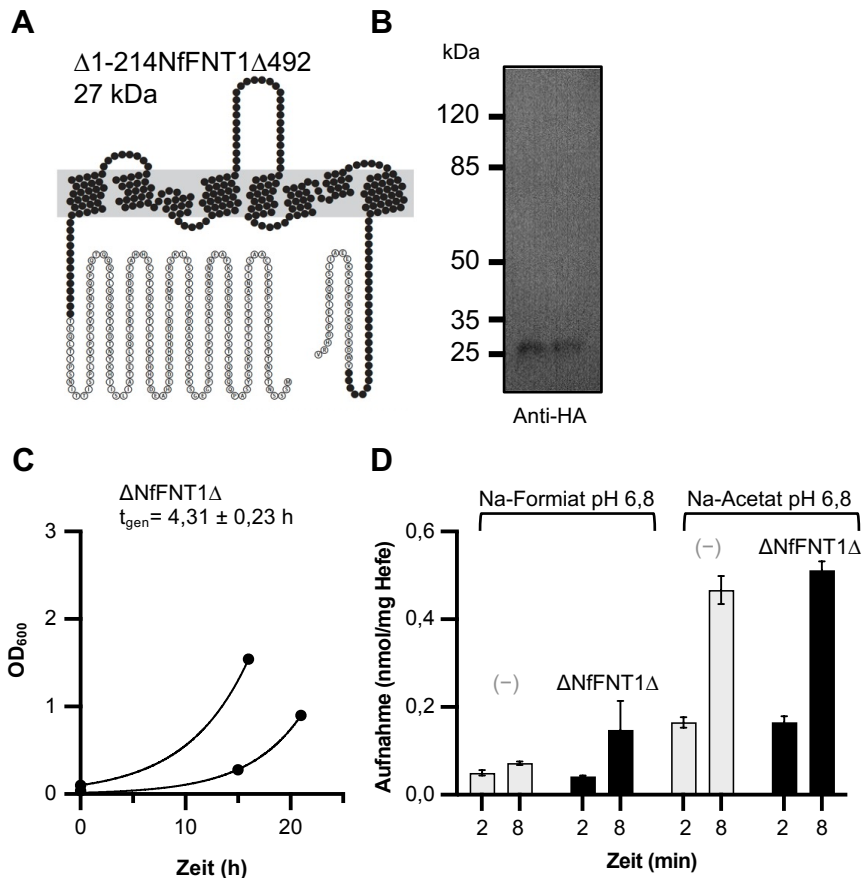 A
Δ1-214NfFNT1Δ492
27 kDa
B
kDa
120
85
50
35
25
Anti-HA
C
ΔNfFNT1Δ
tgen= 4,31 ± 0,23 h
OD600
3
2
1
0
0
10
20
Zeit (h)
D
Na-Formiat pH 6,8
Na-Acetat pH 6,8
Aufnahme (nmol/mg Hefe)
0,6
0,4
0,2
0,0
(−)
ΔNfFNT1Δ
(−)
ΔNfFNT1Δ
2 8 2 8 2 8 2 8
Zeit (min)